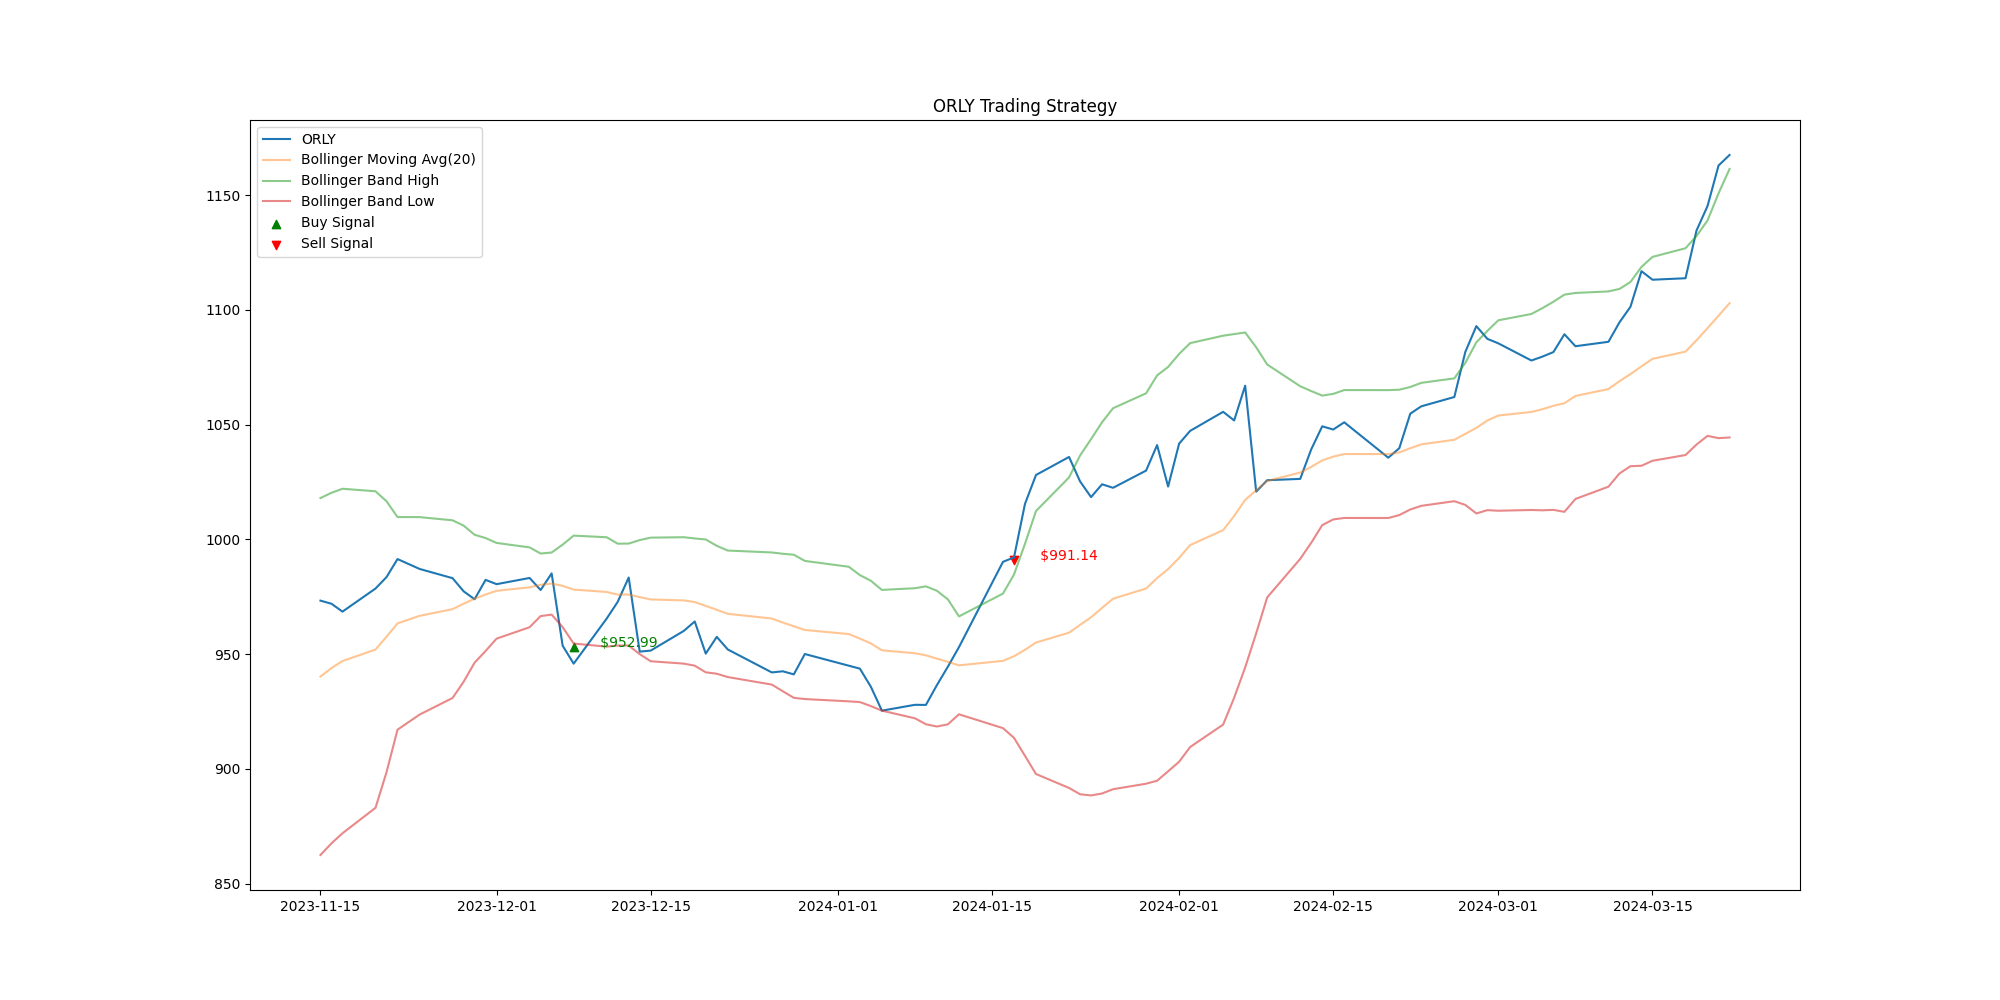 ORLY Trading Strategy
ORLY
Bollinger Moving Avg(20)
Bollinger Band High
Bollinger Band Low
Buy Signal
Sell Signal
1150
1100
1050
1000
950
900
850
$991.14
$952.99
2023-11-15
2023-12-01
2023-12-15
2024-01-01
2024-01-15
2024-02-01
2024-02-15
2024-03-01
2024-03-15